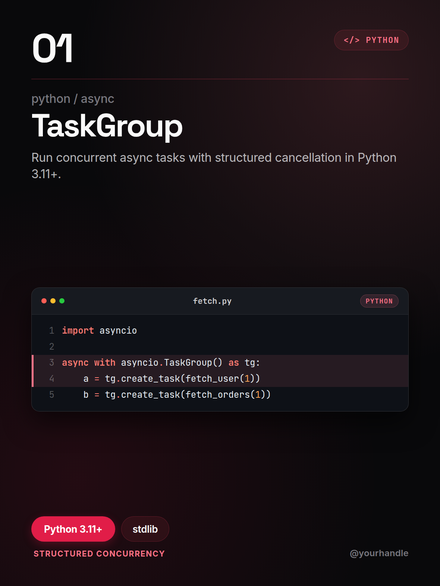 01
</> PYTHON
python / async
TaskGroup
Run concurrent async tasks with structured cancellation in Python
3.11+.
fetch.py
PYTHON
1 import asyncio
2
3 async with asyncio.TaskGroup() as tg:
4     a = tg.create_task(fetch_user(1))
5     b = tg.create_task(fetch_orders(1))
Python 3.11+
stdlib
STRUCTURED CONCURRENCY
@yourhandle